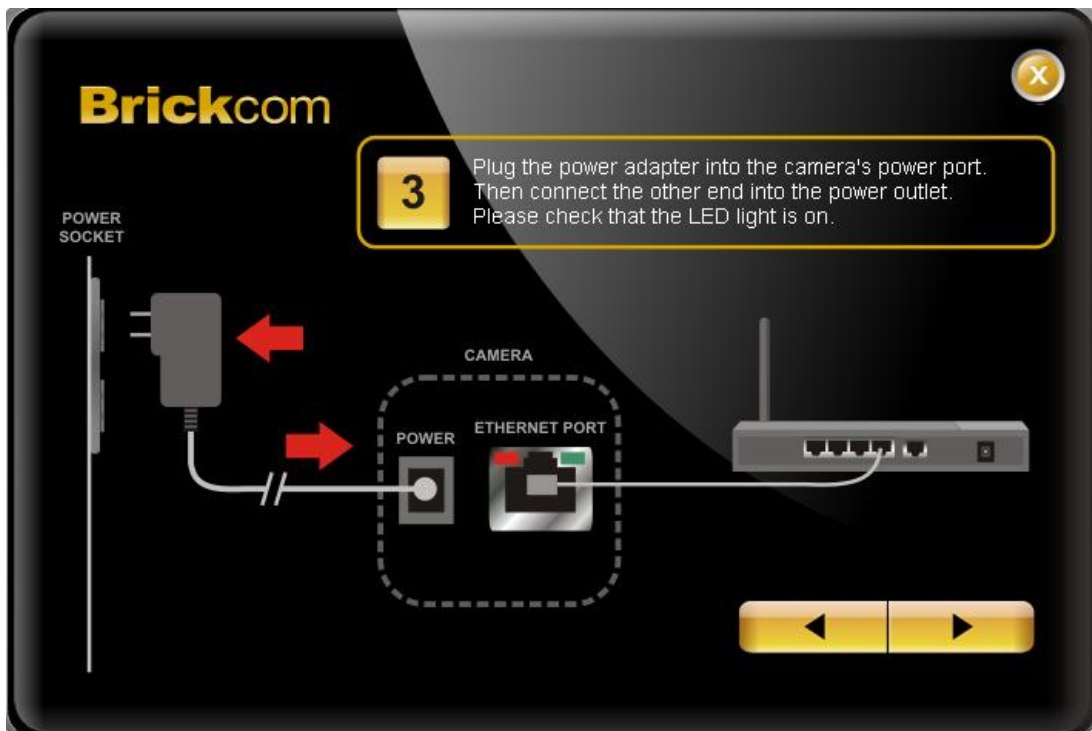 Brickcom
X
3
Plug the power adapter into the camera's power port.
Then connect the other end into the power outlet.
Please check that the LED light is on.
POWER
SOCKET
CAMERA
POWER
ETHERNET PORT